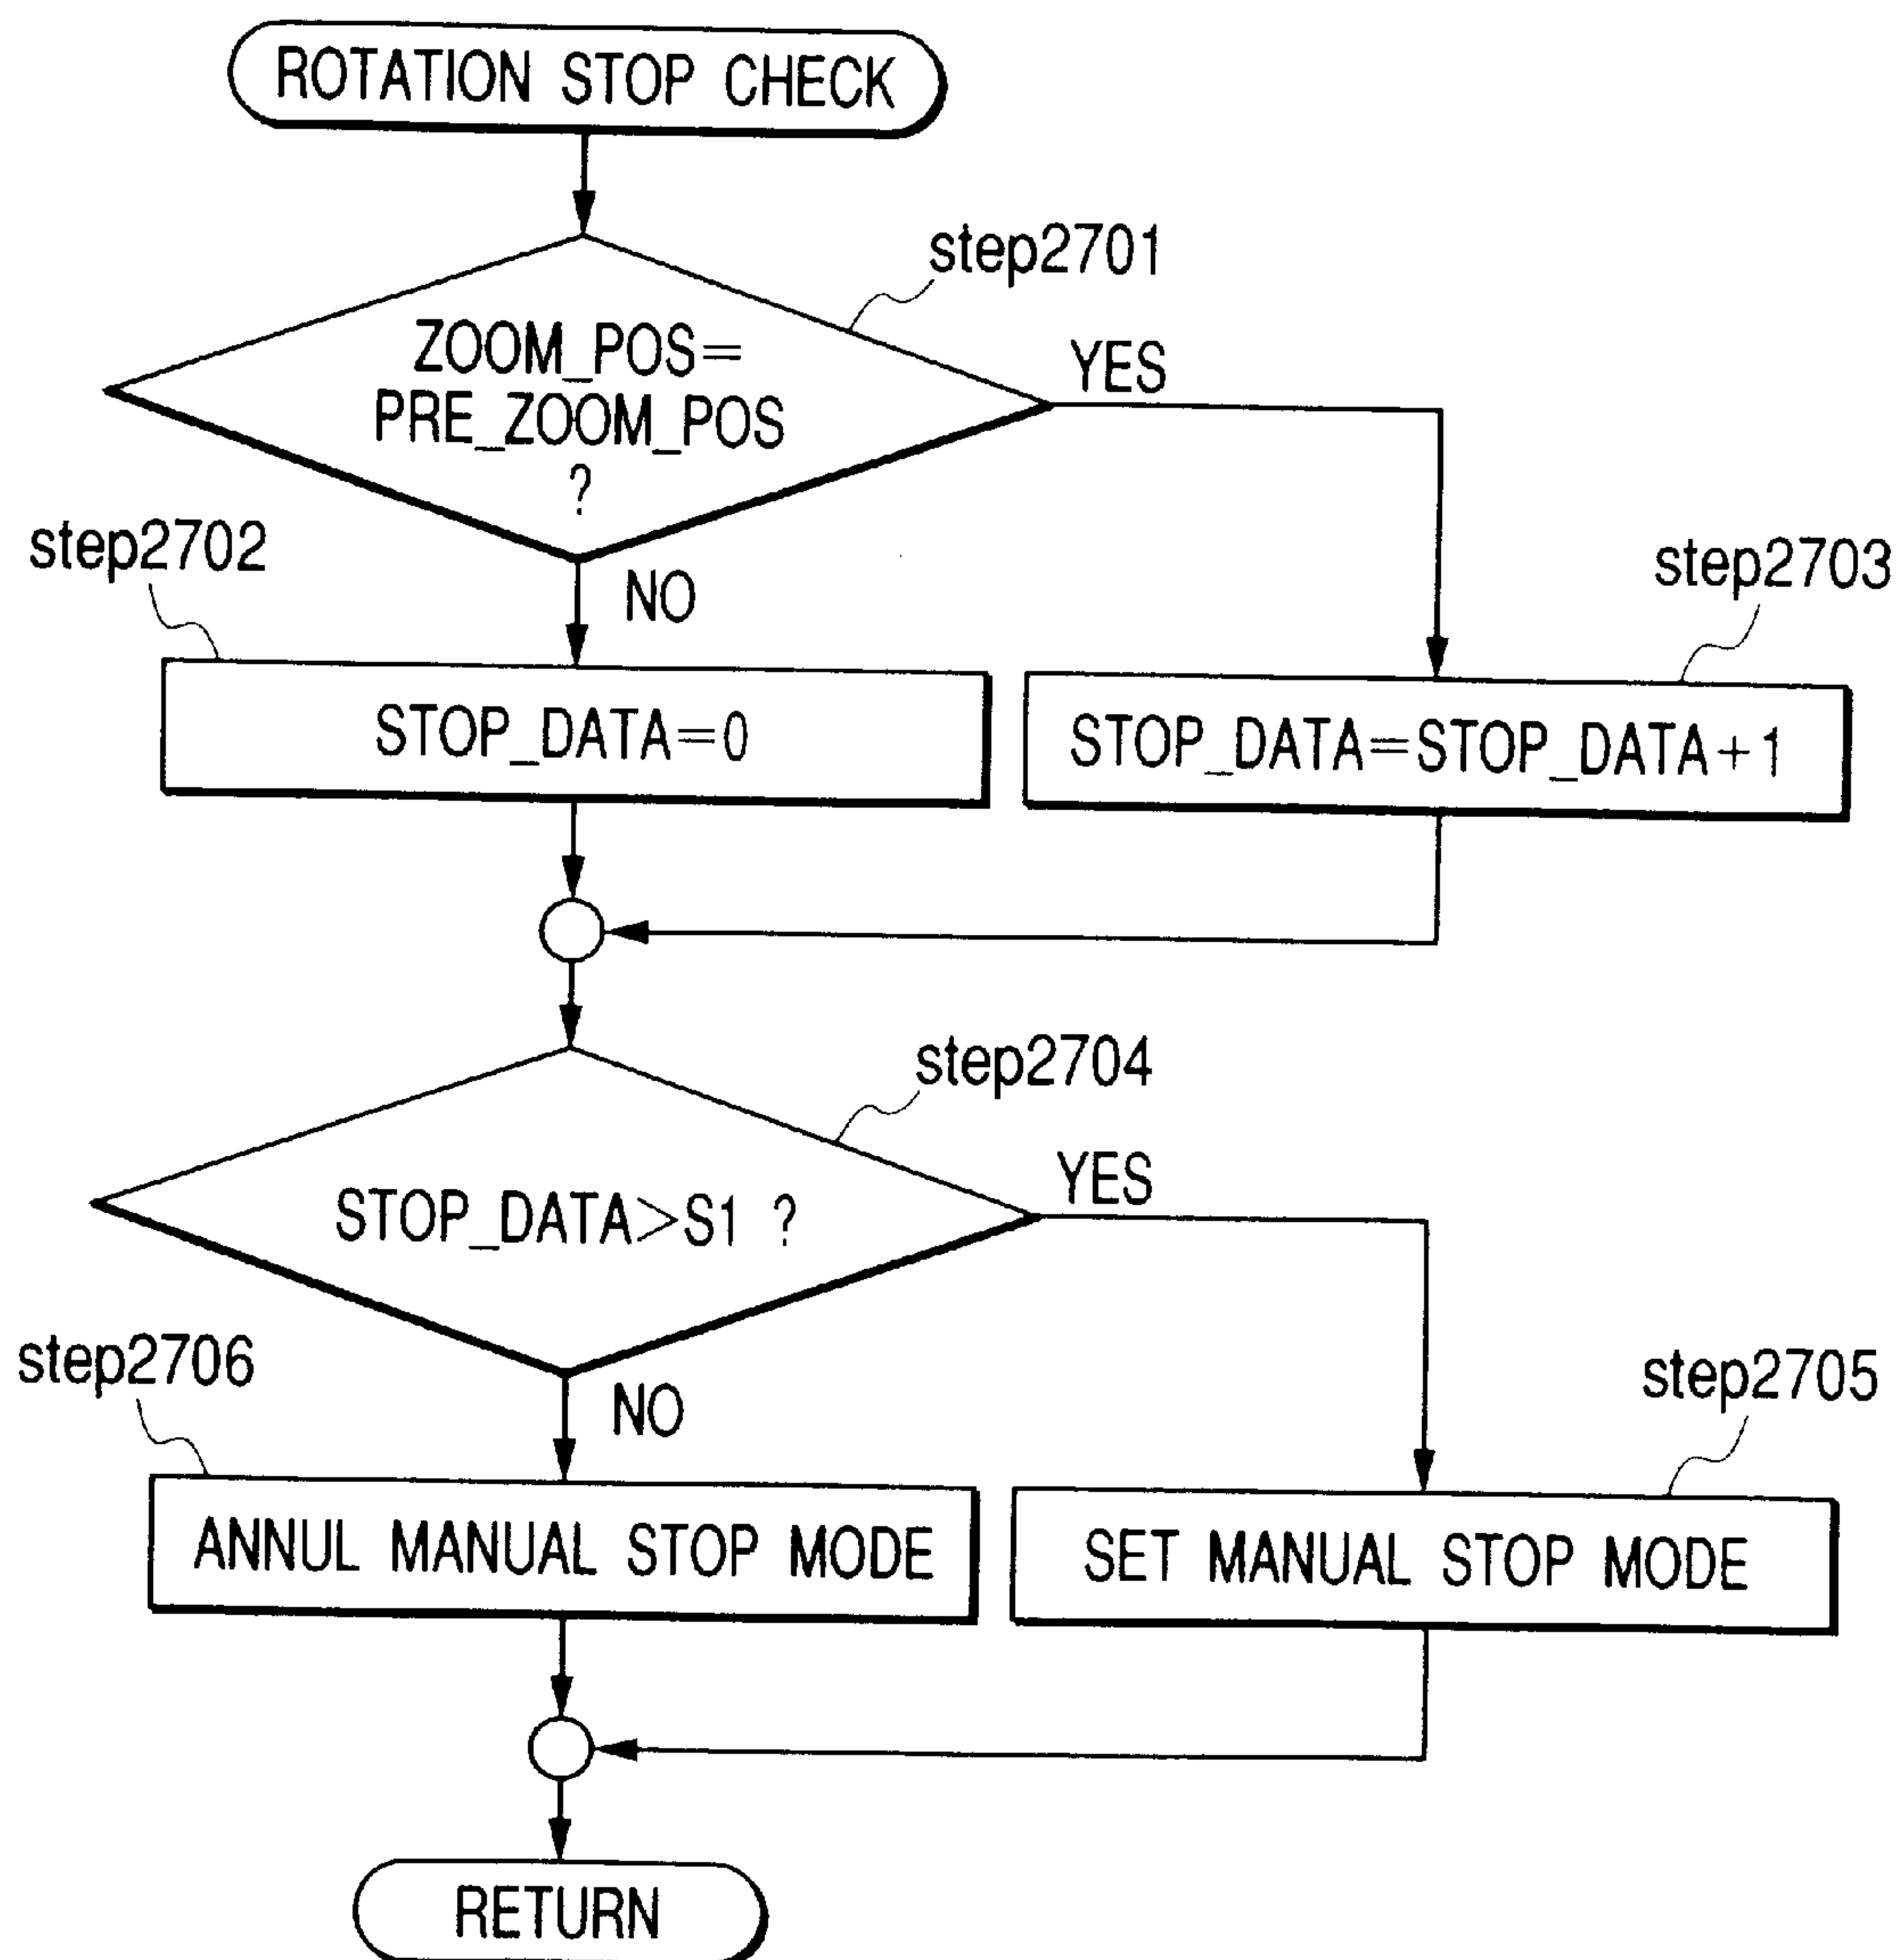 ROTATION STOP CHECK
step2701
ZOOM_POS=
PRE_ZOOM_POS
?
YES
step2702
NO
step2703
STOP_DATA=0
STOP_DATA=STOP_DATA+1
step2704
STOP_DATA>S1 ?
YES
step2706
NO
step2705
ANNUL MANUAL STOP MODE
SET MANUAL STOP MODE
RETURN